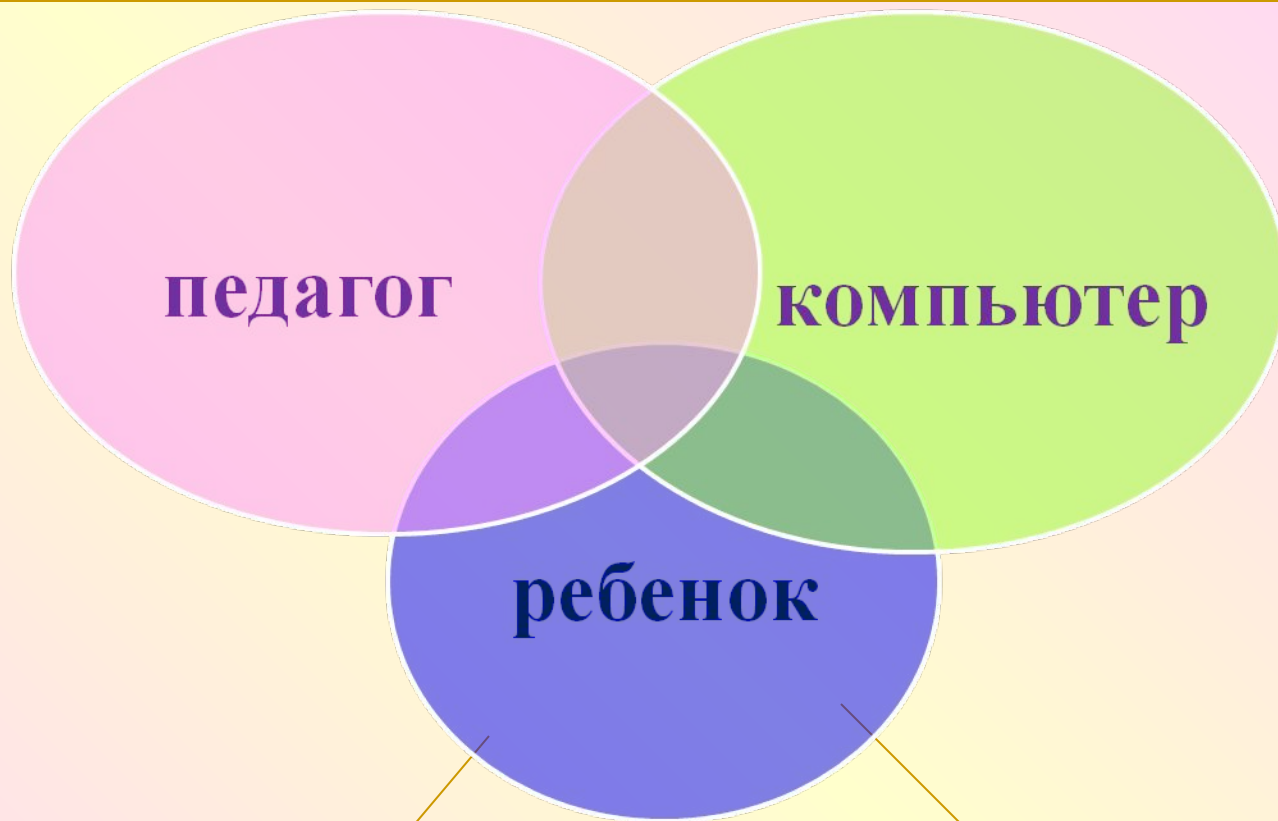 педагог
компьютер
ребенок